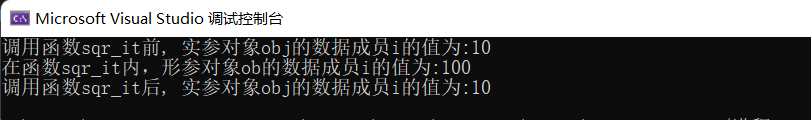 Microsoft Visual Studio 调试控制台
调用函数sqr_it前, 实参对象obj的数据成员i的值为:10
在函数sqr_it内，形参对象ob的数据成员i的值为:100
调用函数sqr_it后, 实参对象obj的数据成员i的值为:10